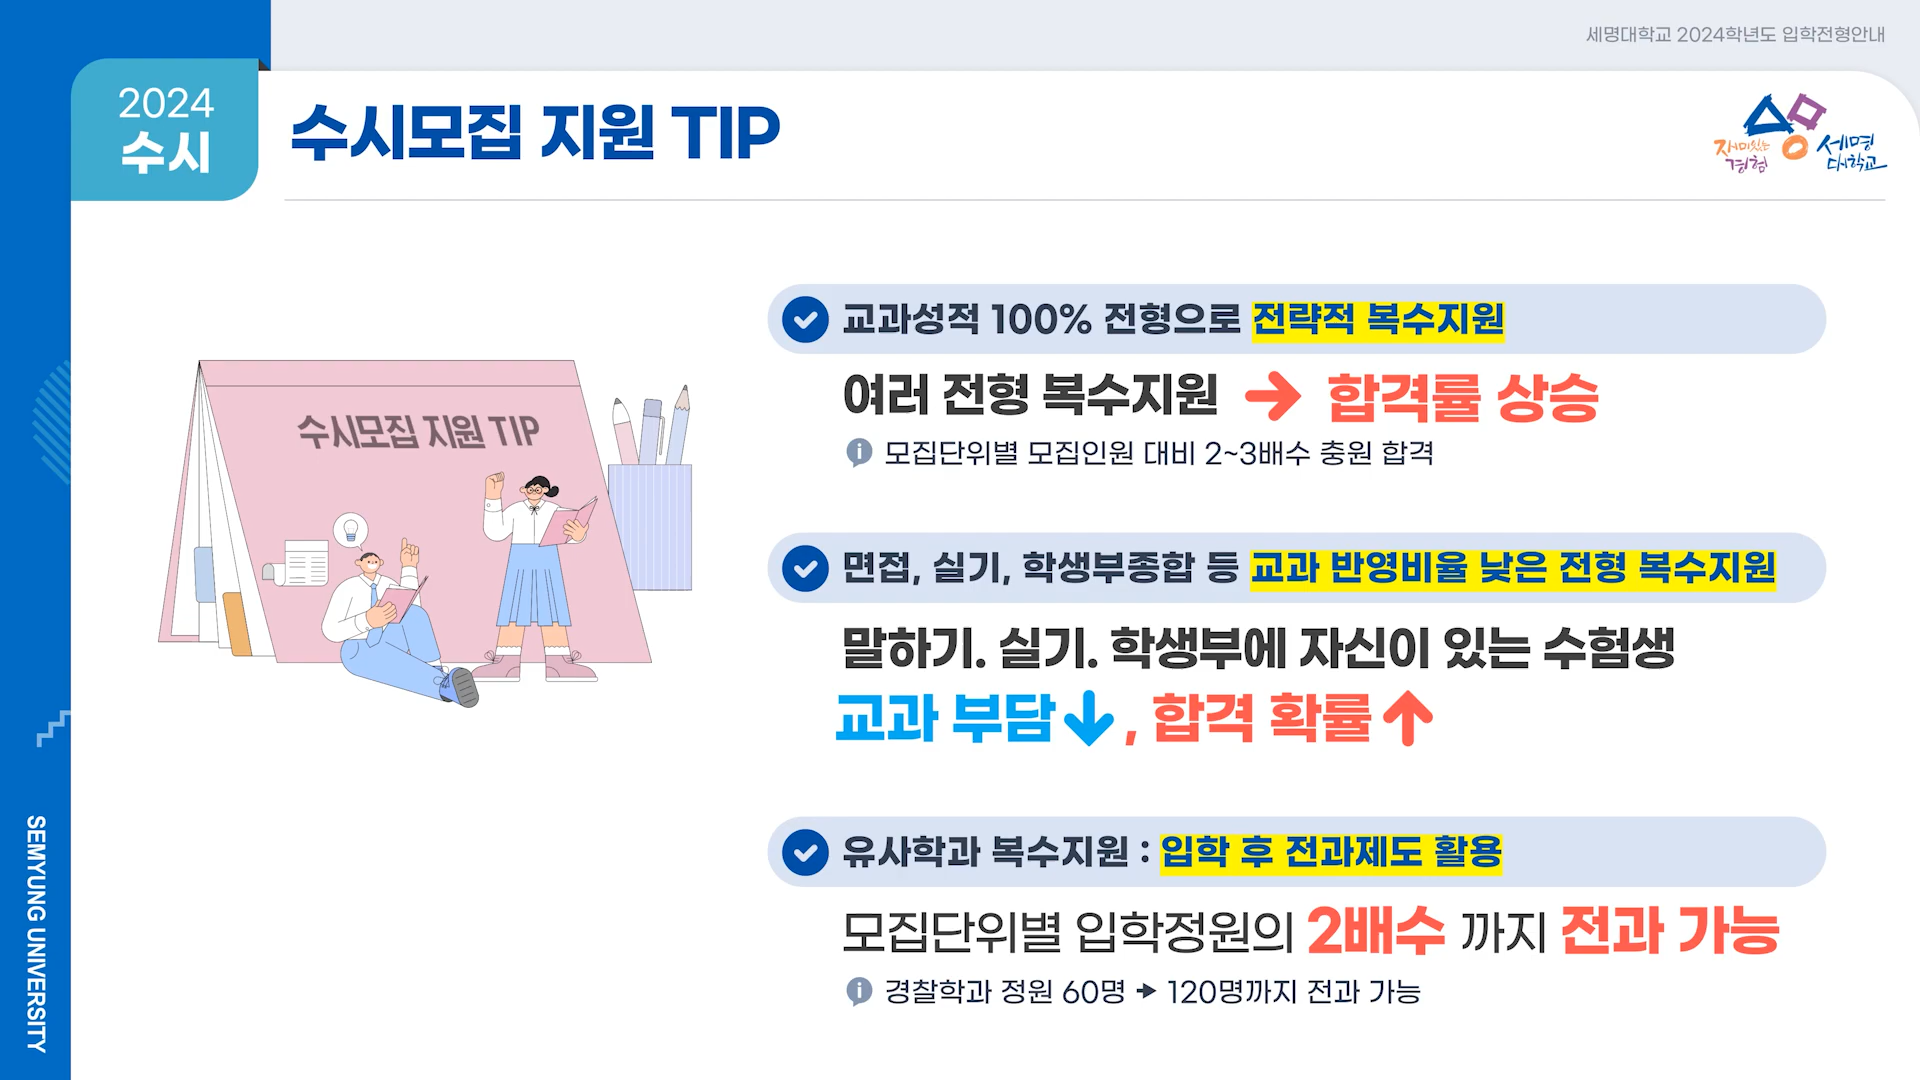 세명대학교 2024학년도 입학전형안내
2024
수시
수시모집 지원 TIP
재미있는
경험
세명
대학교
수시모집 지원 TIP
교과성적 100% 전형으로 전략적 복수지원
여러 전형 복수지원 → 합격률 상승
모집단위별 모집인원 대비 2~3배수 충원 합격
면접, 실기, 학생부종합 등 교과 반영비율 낮은 전형 복수지원
말하기. 실기. 학생부에 자신이 있는 수험생
교과 부담↓, 합격 확률↑
유사학과 복수지원 : 입학 후 전과제도 활용
모집단위별 입학정원의 2배수 까지 전과 가능
경찰학과 정원 60명 → 120명까지 전과 가능
SEMYUNG UNIVERSITY